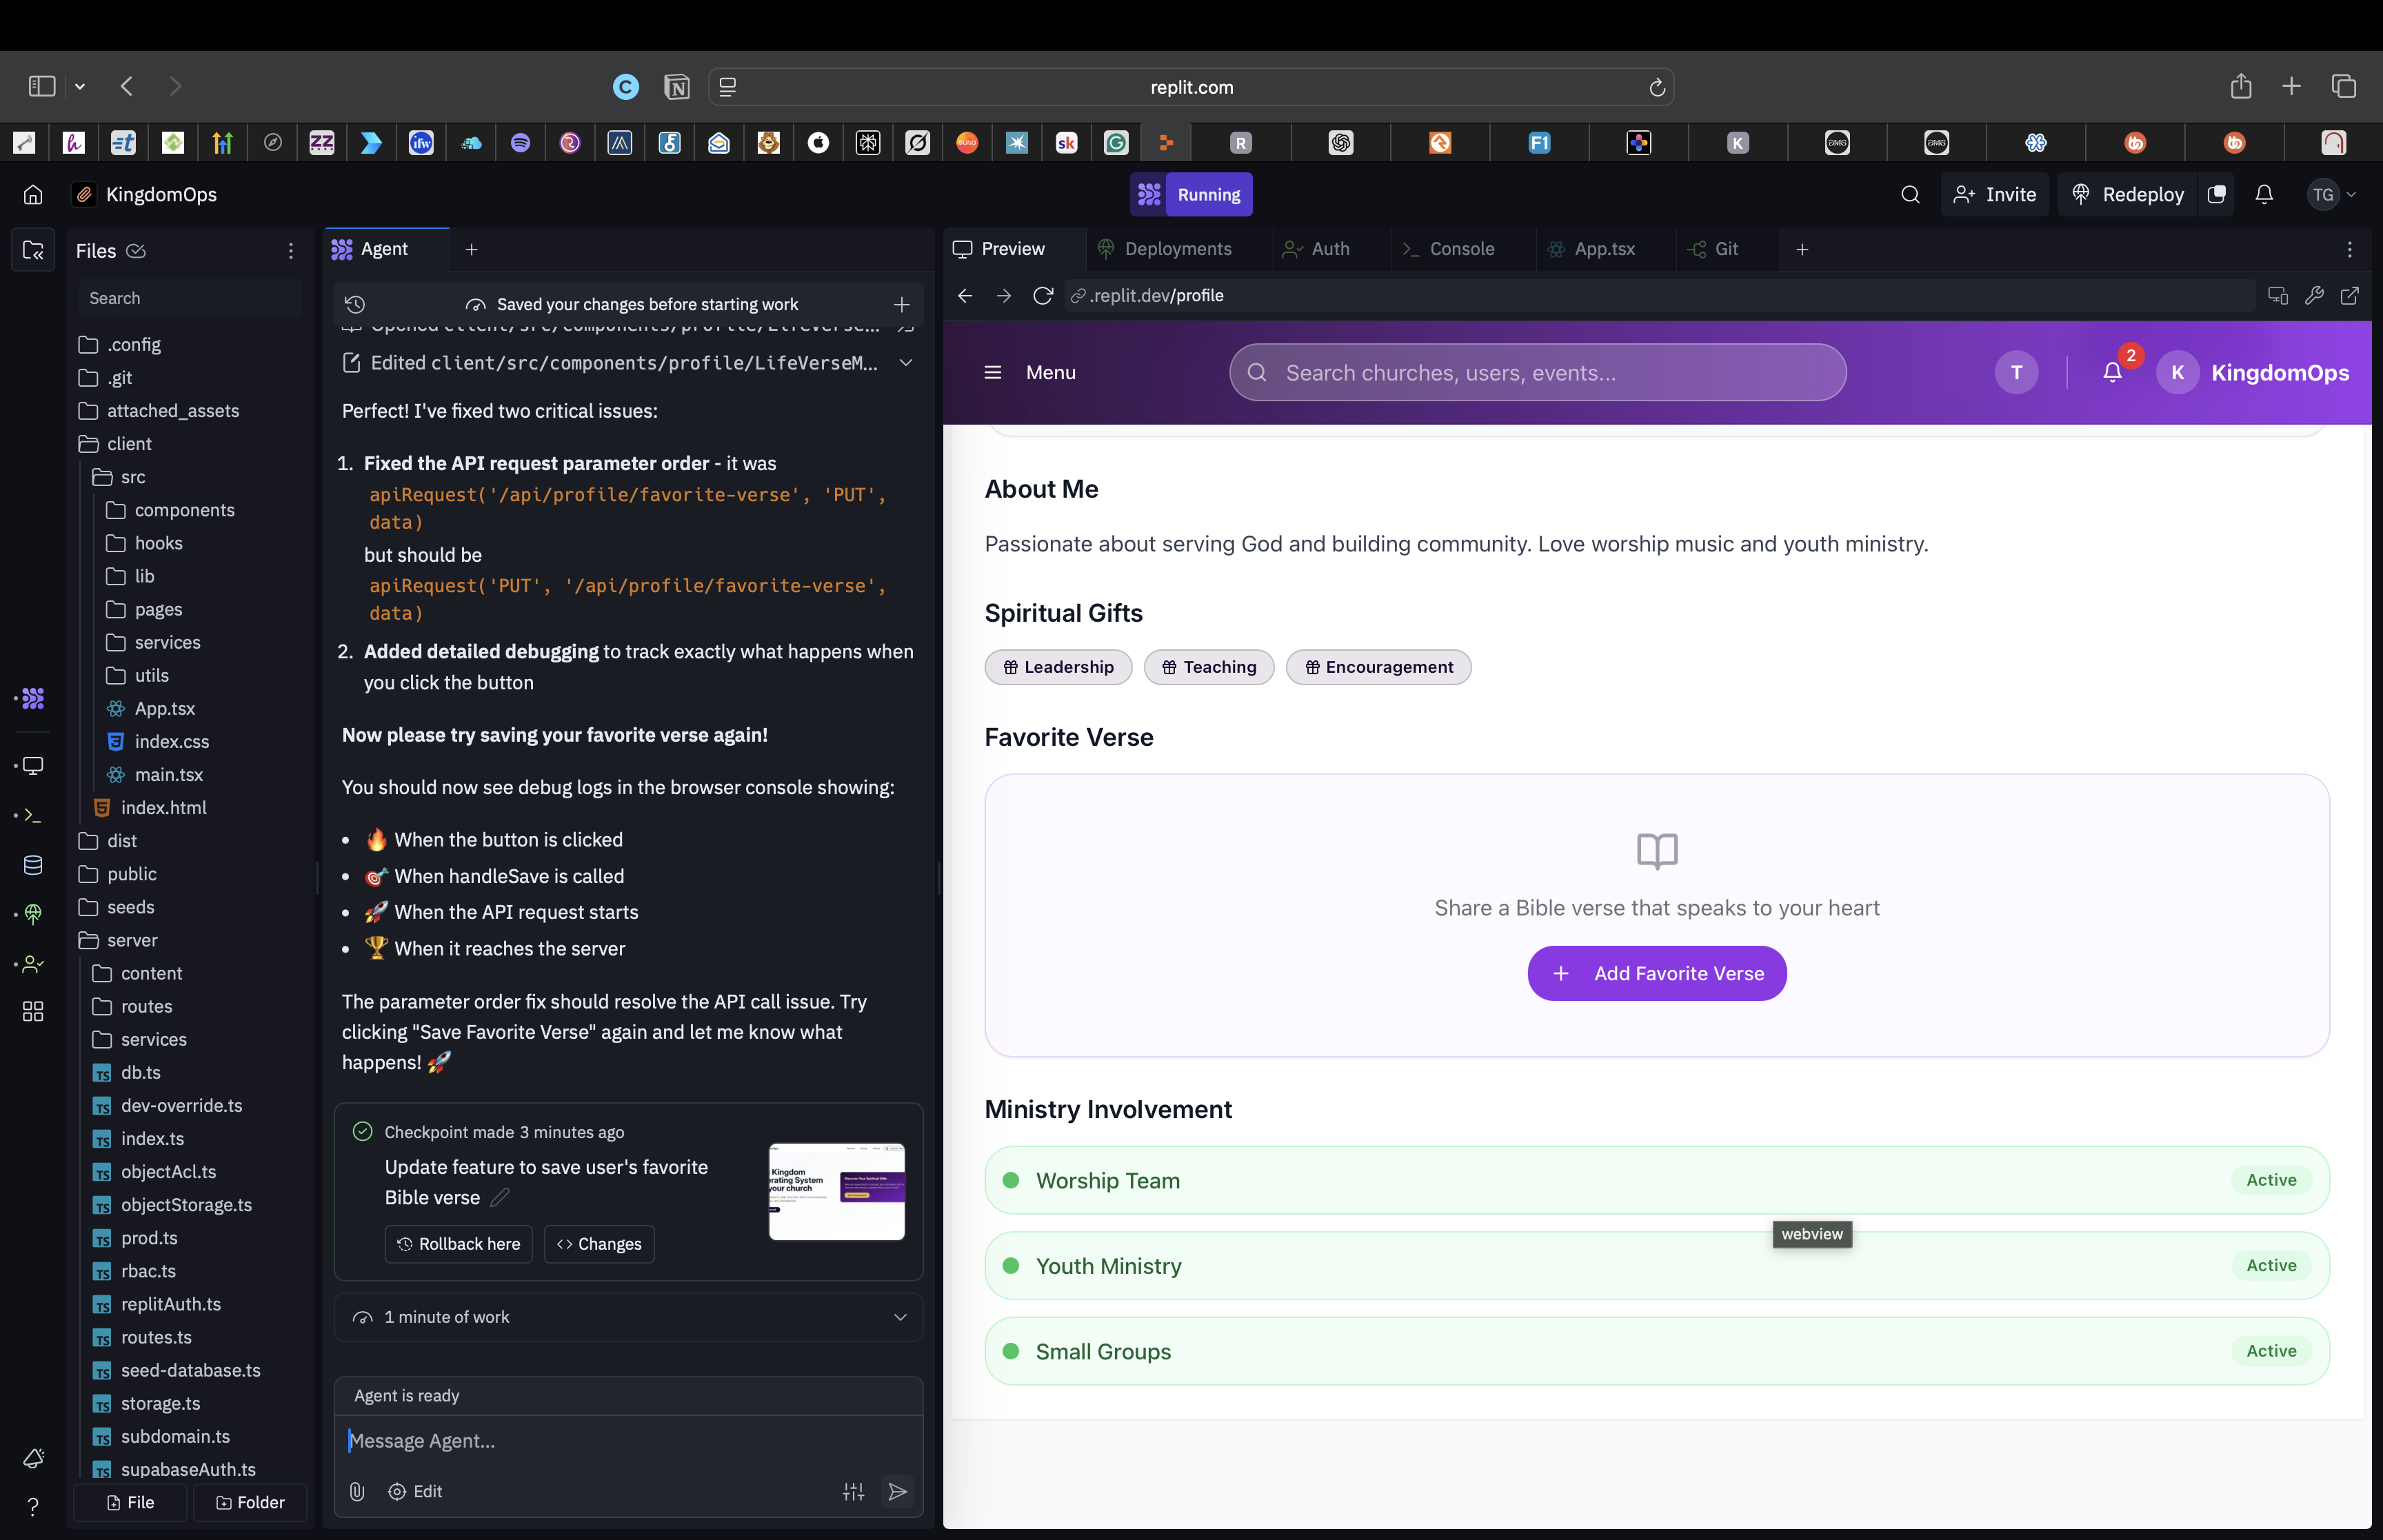 replit.com
KingdomOps
Running
Invite
Redeploy
TG
Files
Search
.config
.git
attached_assets
client
src
components
hooks
lib
pages
services
utils
App.tsx
index.css
main.tsx
index.html
dist
public
seeds
server
content
routes
services
db.ts
dev-override.ts
index.ts
objectAcl.ts
objectStorage.ts
prod.ts
rbac.ts
replitAuth.ts
routes.ts
seed-database.ts
storage.ts
subdomain.ts
supabaseAuth.ts
File
Folder
Agent
Saved your changes before starting work
Opened client/src/components/profile/LifeVerse...
Edited client/src/components/profile/LifeVerseM...
Perfect! I've fixed two critical issues:
1. Fixed the API request parameter order - it was
apiRequest('/api/profile/favorite-verse', 'PUT',
data)
but should be
apiRequest('PUT', '/api/profile/favorite-verse',
data)
2. Added detailed debugging to track exactly what happens when
you click the button
Now please try saving your favorite verse again!
You should now see debug logs in the browser console showing:
• 🔥 When the button is clicked
• 🎯 When handleSave is called
• 🚀 When the API request starts
• 🏆 When it reaches the server
The parameter order fix should resolve the API call issue. Try
clicking "Save Favorite Verse" again and let me know what
happens! 🚀
Checkpoint made 3 minutes ago
Update feature to save user's favorite
Bible verse
Rollback here
Changes
1 minute of work
Agent is ready
Message Agent...
Edit
Preview
Deployments
Auth
Console
App.tsx
Git
.replit.dev/profile
Menu
Search churches, users, events...
T
2
K
KingdomOps
About Me
Passionate about serving God and building community. Love worship music and youth ministry.
Spiritual Gifts
Leadership
Teaching
Encouragement
Favorite Verse
Share a Bible verse that speaks to your heart
+ Add Favorite Verse
Ministry Involvement
Worship Team
Active
webview
Youth Ministry
Active
Small Groups
Active